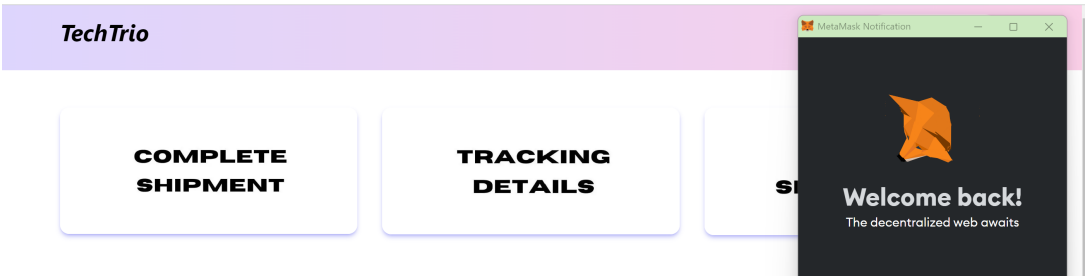 TechTrio
MetaMask Notification
COMPLETE
SHIPMENT
TRACKING
DETAILS
Welcome back!
The decentralized web awaits